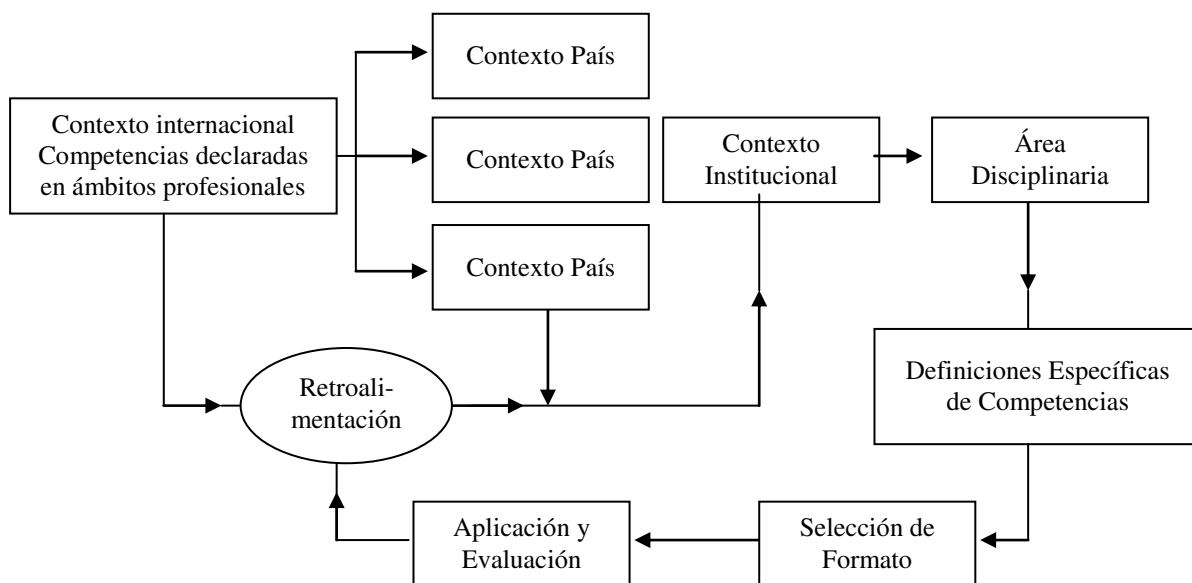 Contexto País
Contexto internacional
Competencias declaradas
en ámbitos profesionales
Contexto País
Contexto
Institucional
Área
Disciplinaria
Contexto País
Retroali-
mentación
Definiciones Específicas
de Competencias
Aplicación y
Evaluación
Selección de
Formato